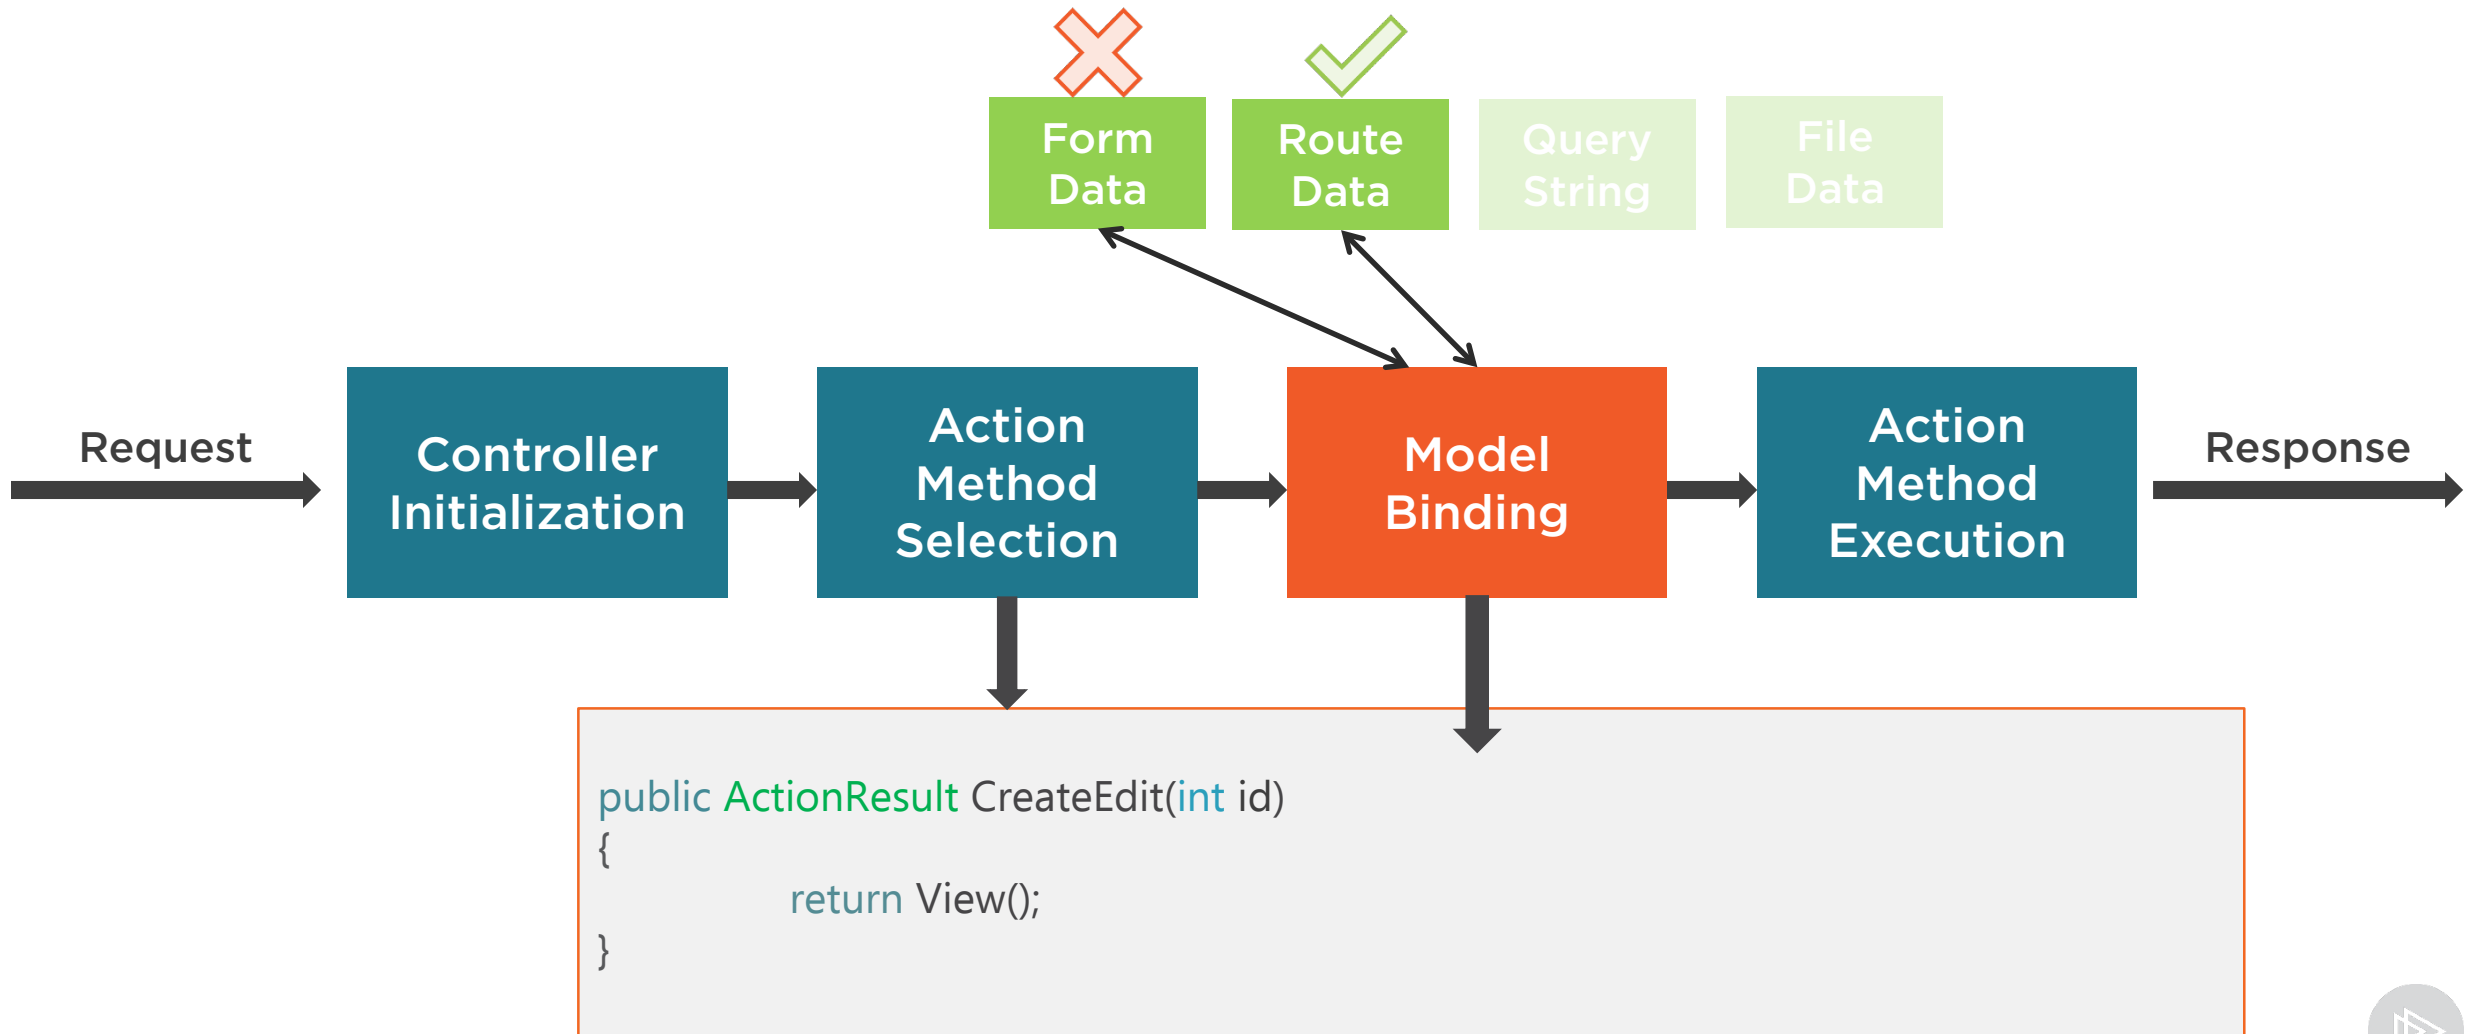 Form
Data
Route
Data
Query
String
File
Data
Request
Controller
Initialization
Action
Method
Selection
Model
Binding
Action
Method
Execution
Response
public ActionResult CreateEdit(int id)
{
return View();
}